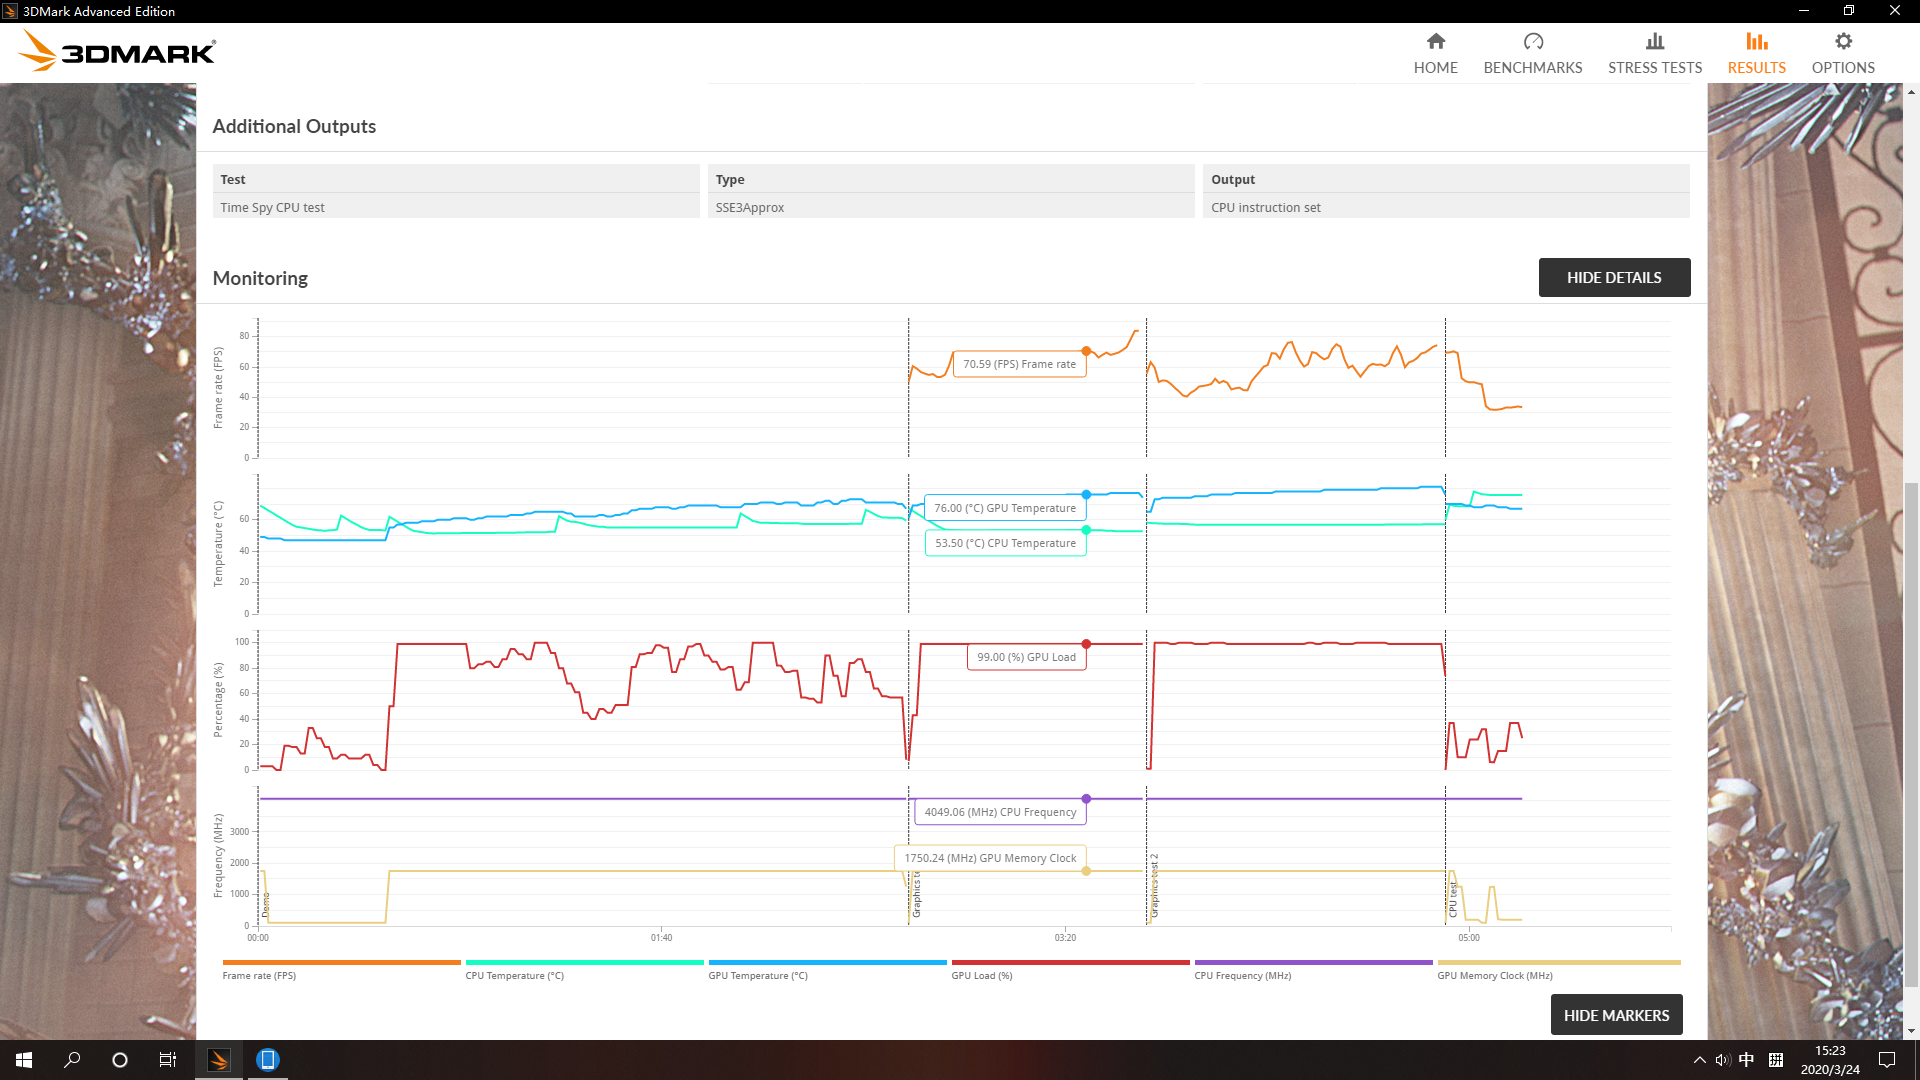 3DMark Advanced Edition
3DMARK®
HOME
BENCHMARKS
STRESS TESTS
RESULTS
OPTIONS
Additional Outputs
Test
Type
Output
Time Spy CPU test
SSE3Approx
CPU instruction set
Monitoring
HIDE DETAILS
Frame rate (FPS)
80
60
40
20
0
70.59 (FPS) Frame rate
Temperature (°C)
60
40
20
0
76.00 (°C) GPU Temperature
53.50 (°C) CPU Temperature
Percentage (%)
100
80
60
40
20
0
99.00 (%) GPU Load
Frequency (MHz)
3000
2000
1000
0
4049.06 (MHz) CPU Frequency
1750.24 (MHz) GPU Memory Clock
Demo
Graphics te
Graphics test 2
CPU test
00:00
01:40
03:20
05:00
Frame rate (FPS)
CPU Temperature (°C)
GPU Temperature (°C)
GPU Load (%)
CPU Frequency (MHz)
GPU Memory Clock (MHz)
HIDE MARKERS
中
拼
15:23
2020/3/24